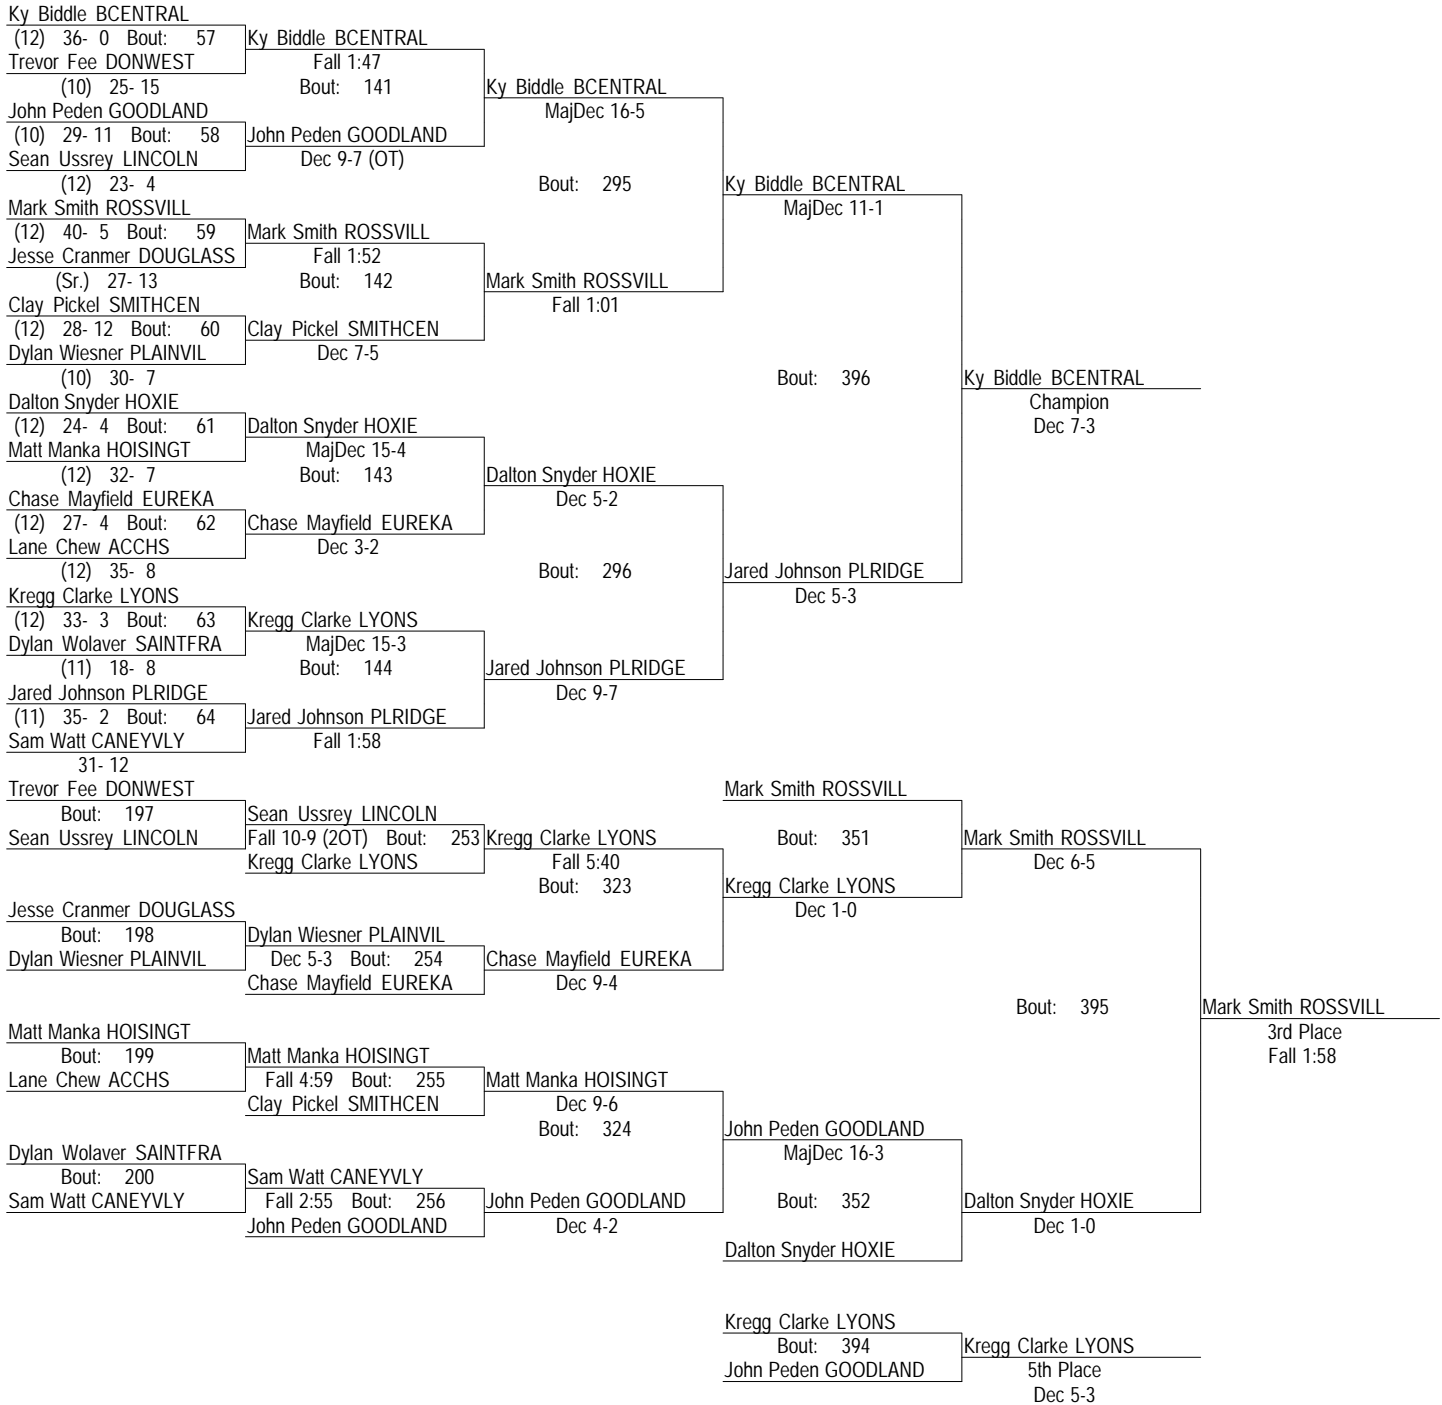 Ky Biddle BCENTRAL
(12) 36- 0 Bout: 57 Ky Biddle BCENTRAL
Trevor Fee DONWEST Fall 1:47
(10) 25- 15 Bout: 141 Ky Biddle BCENTRAL
John Peden GOODLAND MajDec 16-5
(10) 29- 11 Bout: 58 John Peden GOODLAND
Sean Ussrey LINCOLN Dec 9-7 (OT)
(12) 23- 4 Bout: 295 Ky Biddle BCENTRAL
Mark Smith ROSSVILL MajDec 11-1
(12) 40- 5 Bout: 59 Mark Smith ROSSVILL
Jesse Cranmer DOUGLASS Fall 1:52
(Sr.) 27- 13 Bout: 142 Mark Smith ROSSVILL
Clay Pickel SMITHCEN Fall 1:01
(12) 28- 12 Bout: 60 Clay Pickel SMITHCEN
Dylan Wiesner PLAINVIL Dec 7-5
(10) 30- 7 Bout: 396 Ky Biddle BCENTRAL
Dalton Snyder HOXIE Champion
(12) 24- 4 Bout: 61 Dalton Snyder HOXIE Dec 7-3
Matt Manka HOISINGT MajDec 15-4
(12) 32- 7 Bout: 143 Dalton Snyder HOXIE
Chase Mayfield EUREKA Dec 5-2
(12) 27- 4 Bout: 62 Chase Mayfield EUREKA
Lane Chew ACCHS Dec 3-2
(12) 35- 8 Bout: 296 Jared Johnson PLRIDGE
Kregg Clarke LYONS Dec 5-3
(12) 33- 3 Bout: 63 Kregg Clarke LYONS
Dylan Wolaver SAINTFRA MajDec 15-3
(11) 18- 8 Bout: 144 Jared Johnson PLRIDGE
Jared Johnson PLRIDGE Dec 9-7
(11) 35- 2 Bout: 64 Jared Johnson PLRIDGE
Sam Watt CANEYVLY Fall 1:58
31- 12
Trevor Fee DONWEST Mark Smith ROSSVILL
Bout: 197 Sean Ussrey LINCOLN
Sean Ussrey LINCOLN Fall 10-9 (2OT) Bout: 253 Kregg Clarke LYONS Bout: 351 Mark Smith ROSSVILL
Kregg Clarke LYONS Fall 5:40 Dec 6-5
Bout: 323 Kregg Clarke LYONS
Jesse Cranmer DOUGLASS Dec 1-0
Bout: 198 Dylan Wiesner PLAINVIL
Dylan Wiesner PLAINVIL Dec 5-3 Bout: 254 Chase Mayfield EUREKA
Chase Mayfield EUREKA Dec 9-4
Bout: 395 Mark Smith ROSSVILL
Matt Manka HOISINGT 3rd Place
Bout: 199 Matt Manka HOISINGT Fall 1:58
Lane Chew ACCHS Fall 4:59 Bout: 255 Matt Manka HOISINGT
Clay Pickel SMITHCEN Dec 9-6
Bout: 324 John Peden GOODLAND
Dylan Wolaver SAINTFRA MajDec 16-3
Bout: 200 Sam Watt CANEYVLY
Sam Watt CANEYVLY Fall 2:55 Bout: 256 John Peden GOODLAND Bout: 352 Dalton Snyder HOXIE
John Peden GOODLAND Dec 4-2 Dec 1-0
Dalton Snyder HOXIE
Kregg Clarke LYONS
Bout: 394 Kregg Clarke LYONS
John Peden GOODLAND 5th Place
Dec 5-3